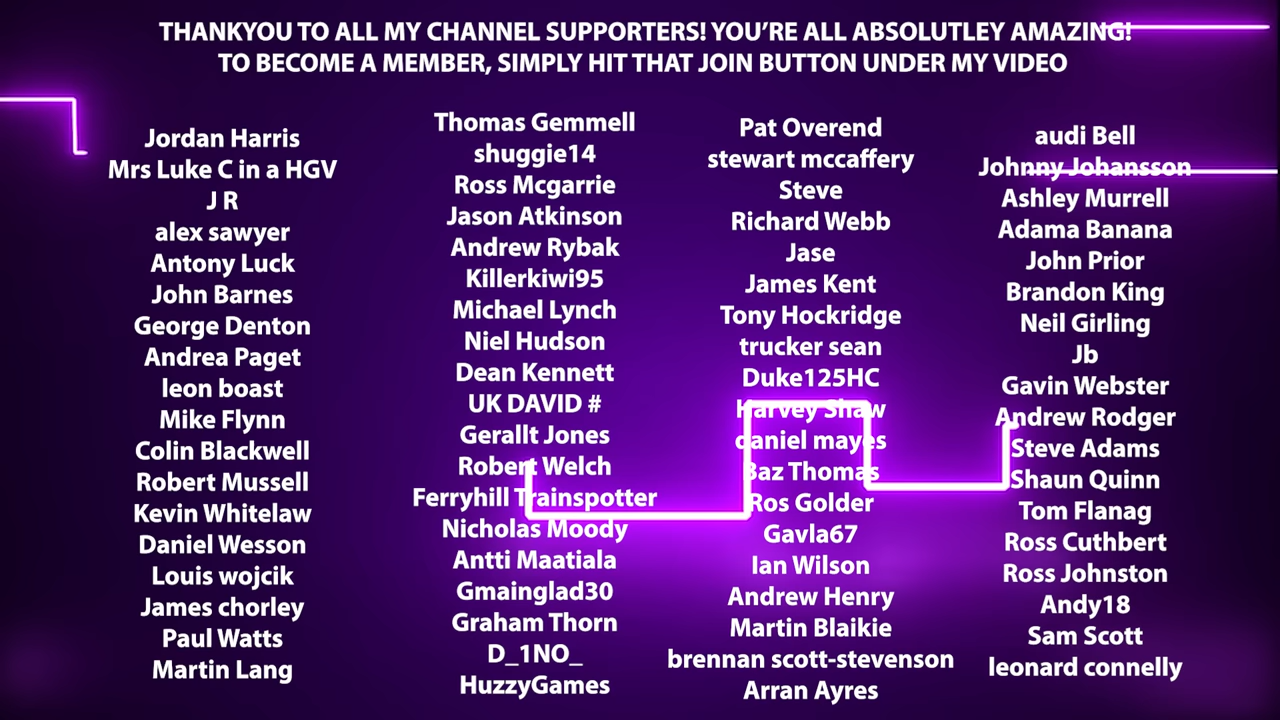 THANKYOU TO ALL MY CHANNEL SUPPORTERS! YOU'RE ALL ABSOLUTLEY AMAZING!
TO BECOME A MEMBER, SIMPLY HIT THAT JOIN BUTTON UNDER MY VIDEO
Jordan Harris
Mrs Luke C in a HGV
J R
alex sawyer
Antony Luck
John Barnes
George Denton
Andrea Paget
leon boast
Mike Flynn
Colin Blackwell
Robert Mussell
Kevin Whitelaw
Daniel Wesson
Louis wojcik
James chorley
Paul Watts
Martin Lang
Thomas Gemmell
shuggie14
Ross Mcgarrie
Jason Atkinson
Andrew Rybak
Killerkiwi95
Michael Lynch
Niel Hudson
Dean Kennett
UK DAVID #
Gerallt Jones
Robert Welch
Ferryhill Trainspotter
Nicholas Moody
Antti Maatiala
Gmainglad30
Graham Thorn
D_1NO_
HuzzyGames
Pat Overend
stewart mccaffery
Steve
Richard Webb
Jase
James Kent
Tony Hockridge
trucker sean
Duke125HC
Harvey Shaw
daniel mayes
Baz Thomas
Ros Golder
Gavla67
Ian Wilson
Andrew Henry
Martin Blaikie
brennan scott-stevenson
Arran Ayres
audi Bell
Johnny Johansson
Ashley Murrell
Adama Banana
John Prior
Brandon King
Neil Girling
Jb
Gavin Webster
Andrew Rodger
Steve Adams
Shaun Quinn
Tom Flanag
Ross Cuthbert
Ross Johnston
Andy18
Sam Scott
leonard connelly